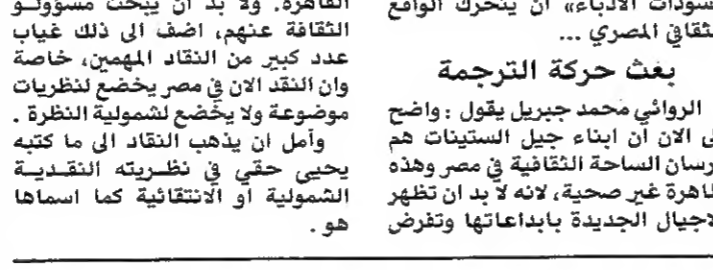 مسودات الأدباء» ان يتحرك الواقع
الثقافي المصري ...
بعث حركة الترجمة
الروائي محمد جبريل يقول : واضح
الى الان ان ابناء جيل الستينات هم
فرسان الساحة الثقافية في مصر وهذه
ظاهرة غير صحية، لانه لا بد ان تظهر
الاجيال الجديدة بابداعاتها وتفرض
القاهرة. ولا بد ان يبحث مسؤولو
الثقافة عنهم، اضف الى ذلك غياب
عدد كبير من النقاد المهمين، خاصة
وان النقد الان في مصر يخضع لنظريات
موضوعة ولا يخضع لشمولية النظرة .
وآمل ان يذهب النقاد الى ما كتبه
يحيى حقي في نظريته النقدية
الشمولية او الانتقائية كما اسماها
هو .